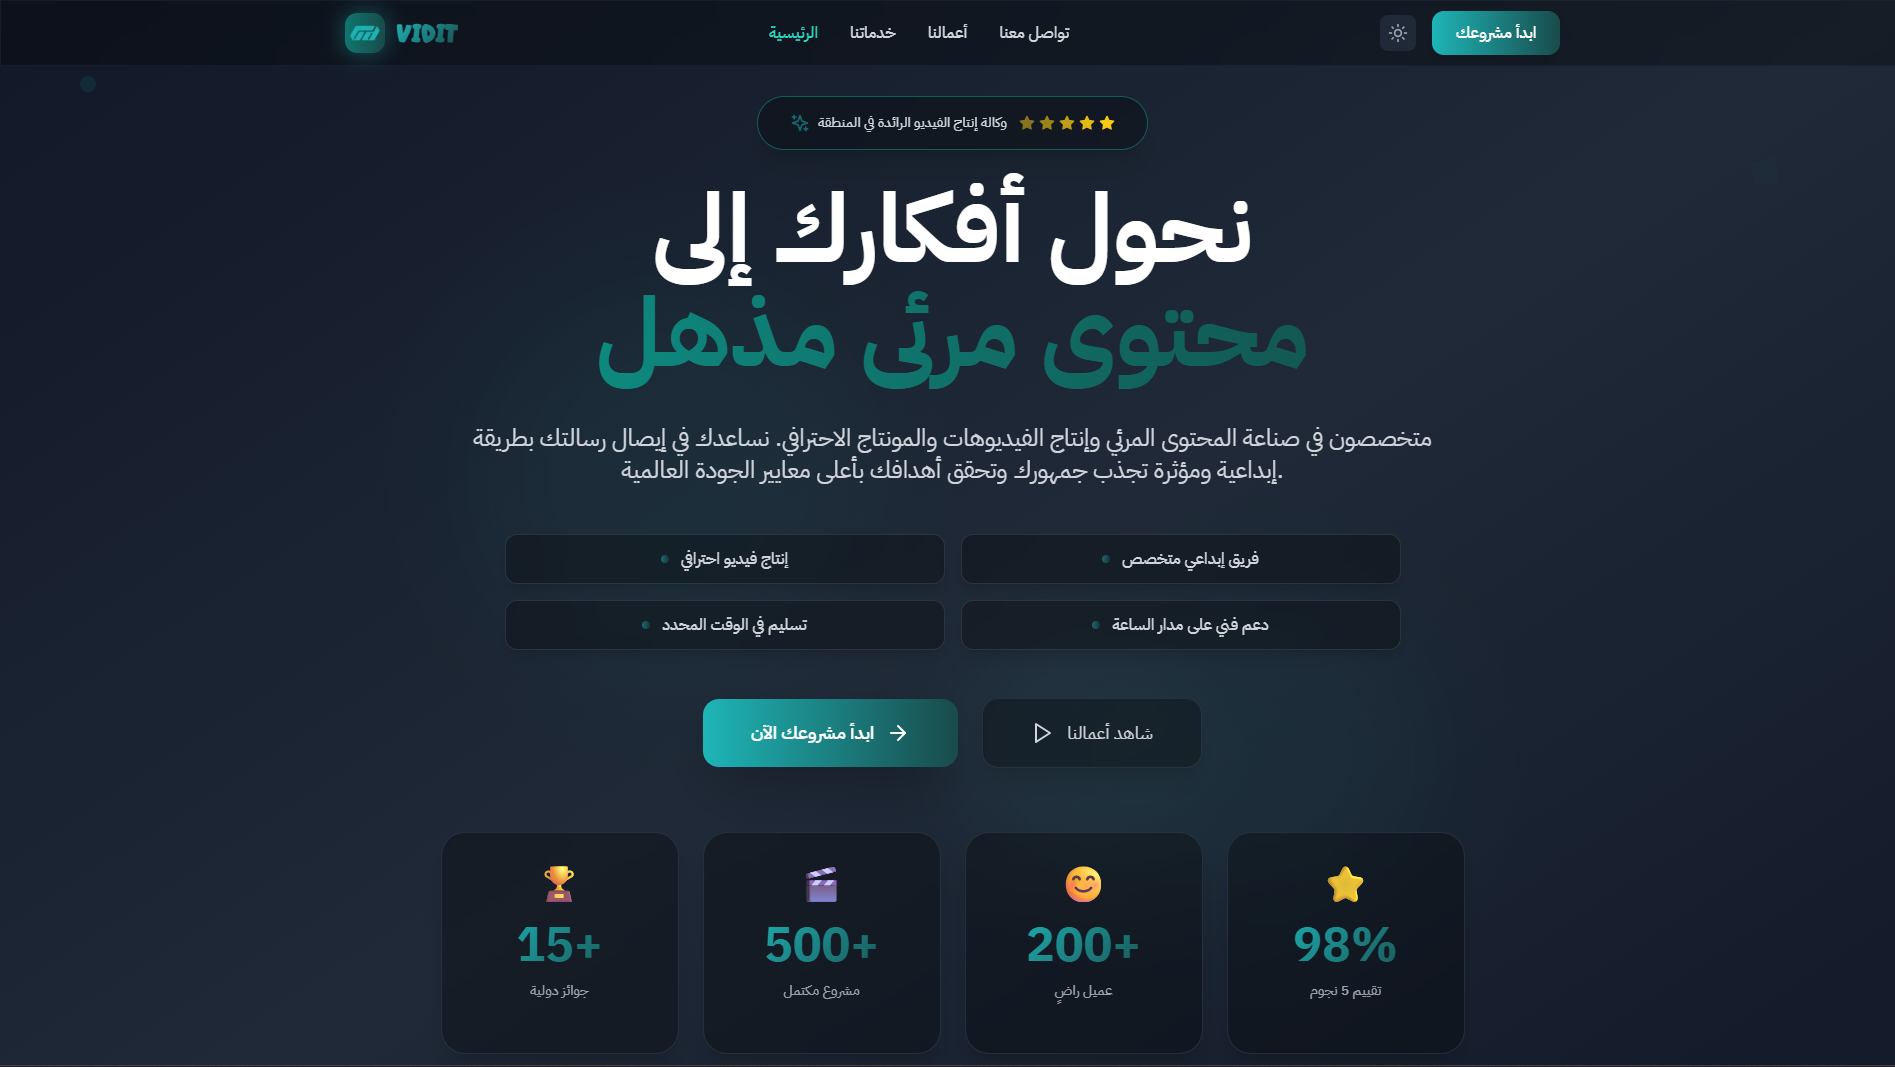 VIDIT
الرئيسية
خدماتنا
أعمالنا
تواصل معنا
ابدأ مشروعك
وكالة إنتاج الفيديو الرائدة في المنطقة
نحول أفكارك إلى
محتوى مرئى مذهل
متخصصون في صناعة المحتوى المرئي وإنتاج الفيديوهات والمونتاج الاحترافي. نساعدك في إيصال رسالتك بطريقة
إبداعية ومؤثرة تجذب جمهورك وتحقق أهدافك بأعلى معايير الجودة العالمية.
فريق إبداعي متخصص
إنتاج فيديو احترافي
دعم فني على مدار الساعة
تسليم في الوقت المحدد
شاهد أعمالنا
ابدأ مشروعك الآن
98%
تقييم 5 نجوم
200+
عميل راضٍ
500+
مشروع مكتمل
15+
جوائز دولية